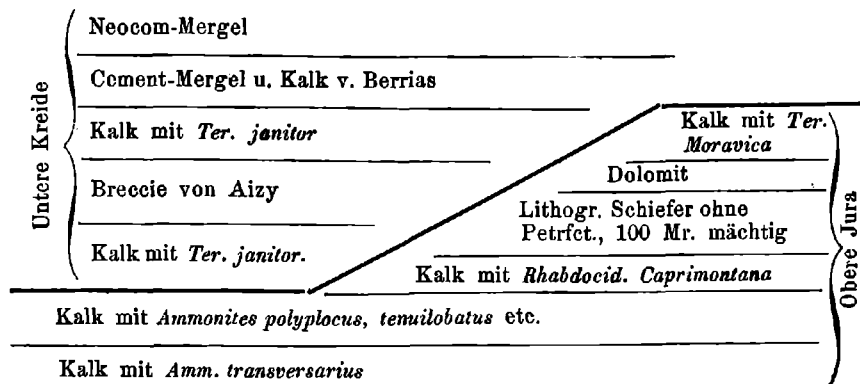 Untere Kreide
Neocom-Mergel
Cement-Mergel u. Kalk v. Berrias
Kalk mit Ter. janitor
Breccie von Aizy
Kalk mit Ter. janitor.
Kalk mit Ter.
Moravica
Dolomit
Lithogr. Schiefer ohne
Petrfct., 100 Mr. mächtig
Kalk mit Rhabdocid. Caprimontana
Obere Jura
Kalk mit Ammonites polyplocus, tenuilobatus etc.
Kalk mit Amm. transversarius